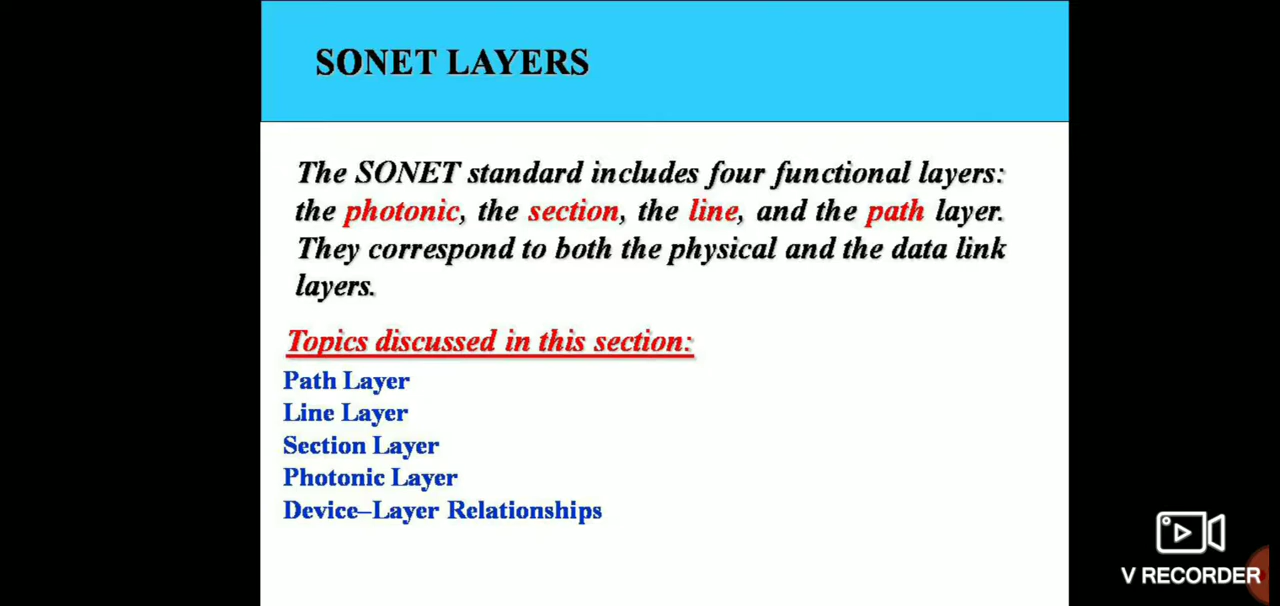 SONET LAYERS
The SONET standard includes four functional layers:
the photonic, the section, the line, and the path layer.
They correspond to both the physical and the data link
layers.
Topics discussed in this section:
Path Layer
Line Layer
Section Layer
Photonic Layer
Device–Layer Relationships
V RECORDER